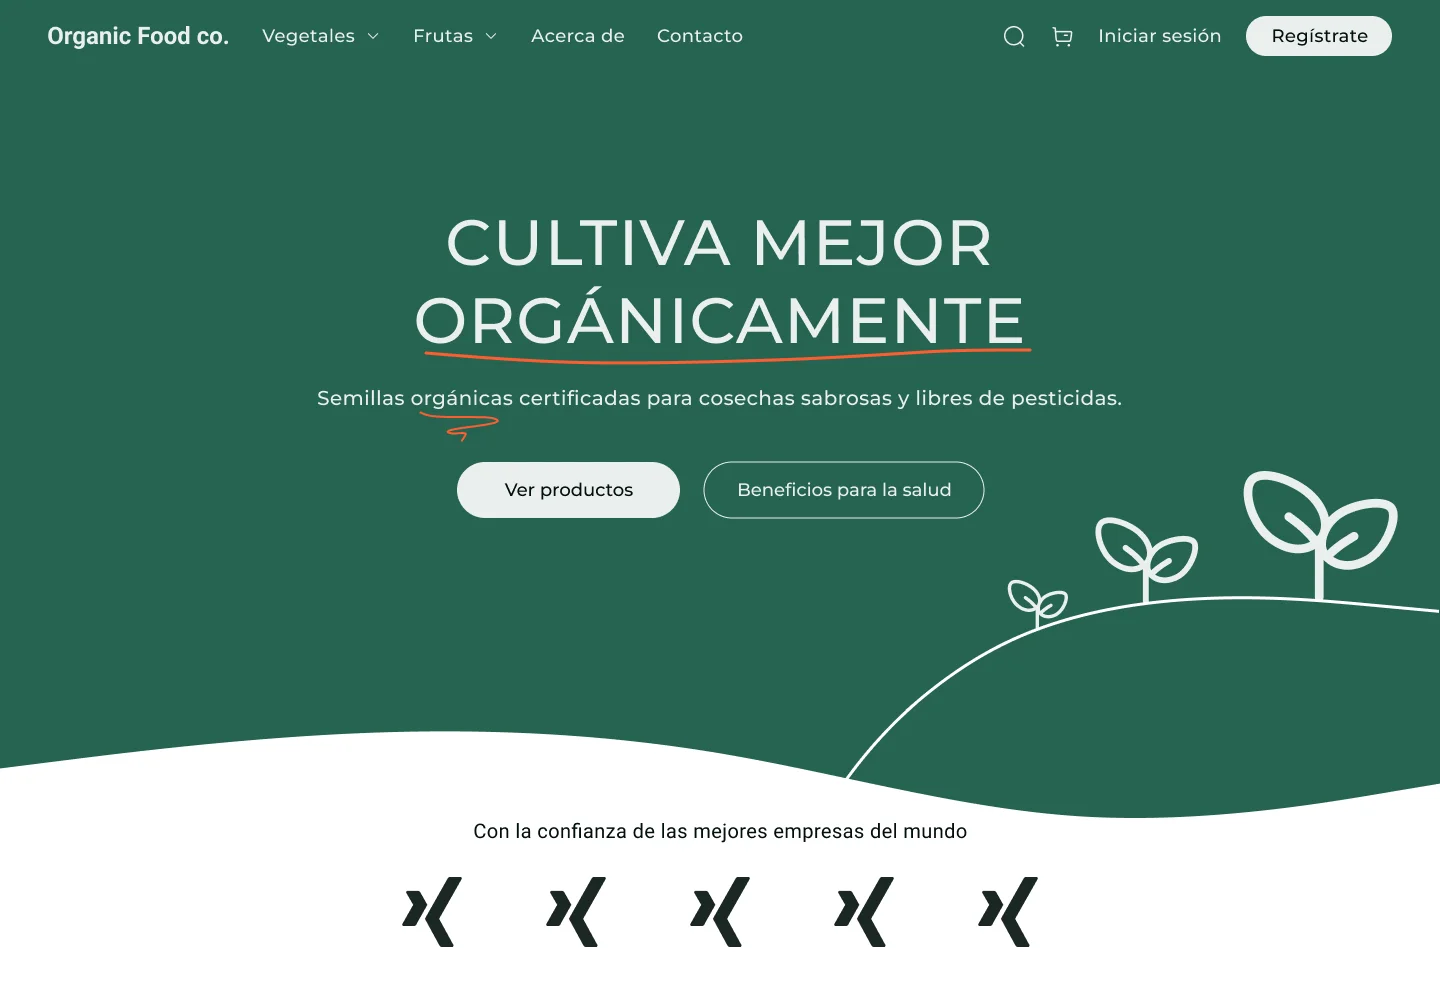 Organic Food co. Vegetales Frutas Acerca de Contacto Iniciar sesión Regístrate
CULTIVA MEJOR
ORGÁNICAMENTE
Semillas orgánicas certificadas para cosechas sabrosas y libres de pesticidas.
Ver productos Beneficios para la salud
Con la confianza de las mejores empresas del mundo